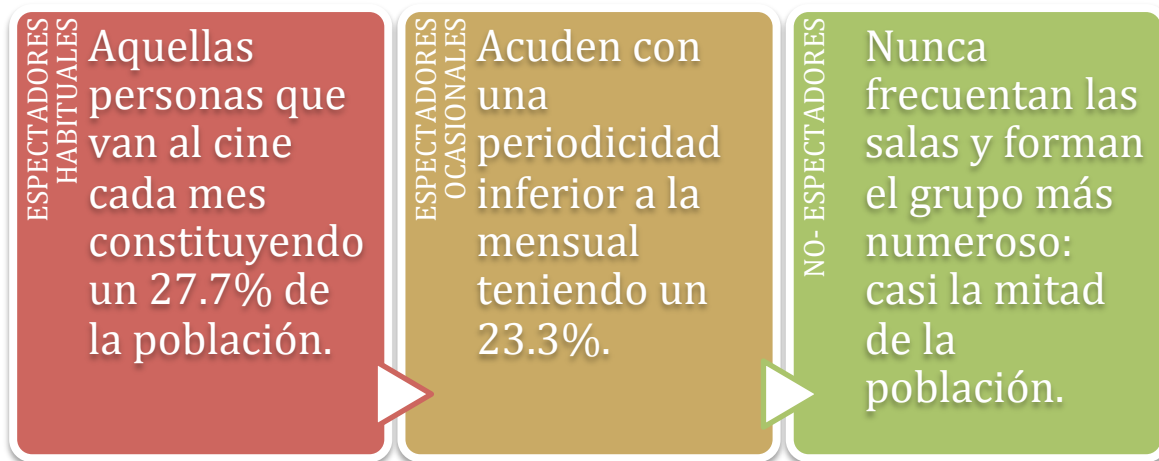 ESPECTADORES
HABITUALES
Aquellas
personas que
van al cine
cada mes
constituyendo
un 27.7% de
la población.
ESPECTADORES
OCASIONALES
Acuden con
una
periodicidad
inferior a la
mensual
teniendo un
23.3%.
NO- ESPECTADORES
Nunca
frecuentan las
salas y forman
el grupo más
numeroso:
casi la mitad
de la
población.